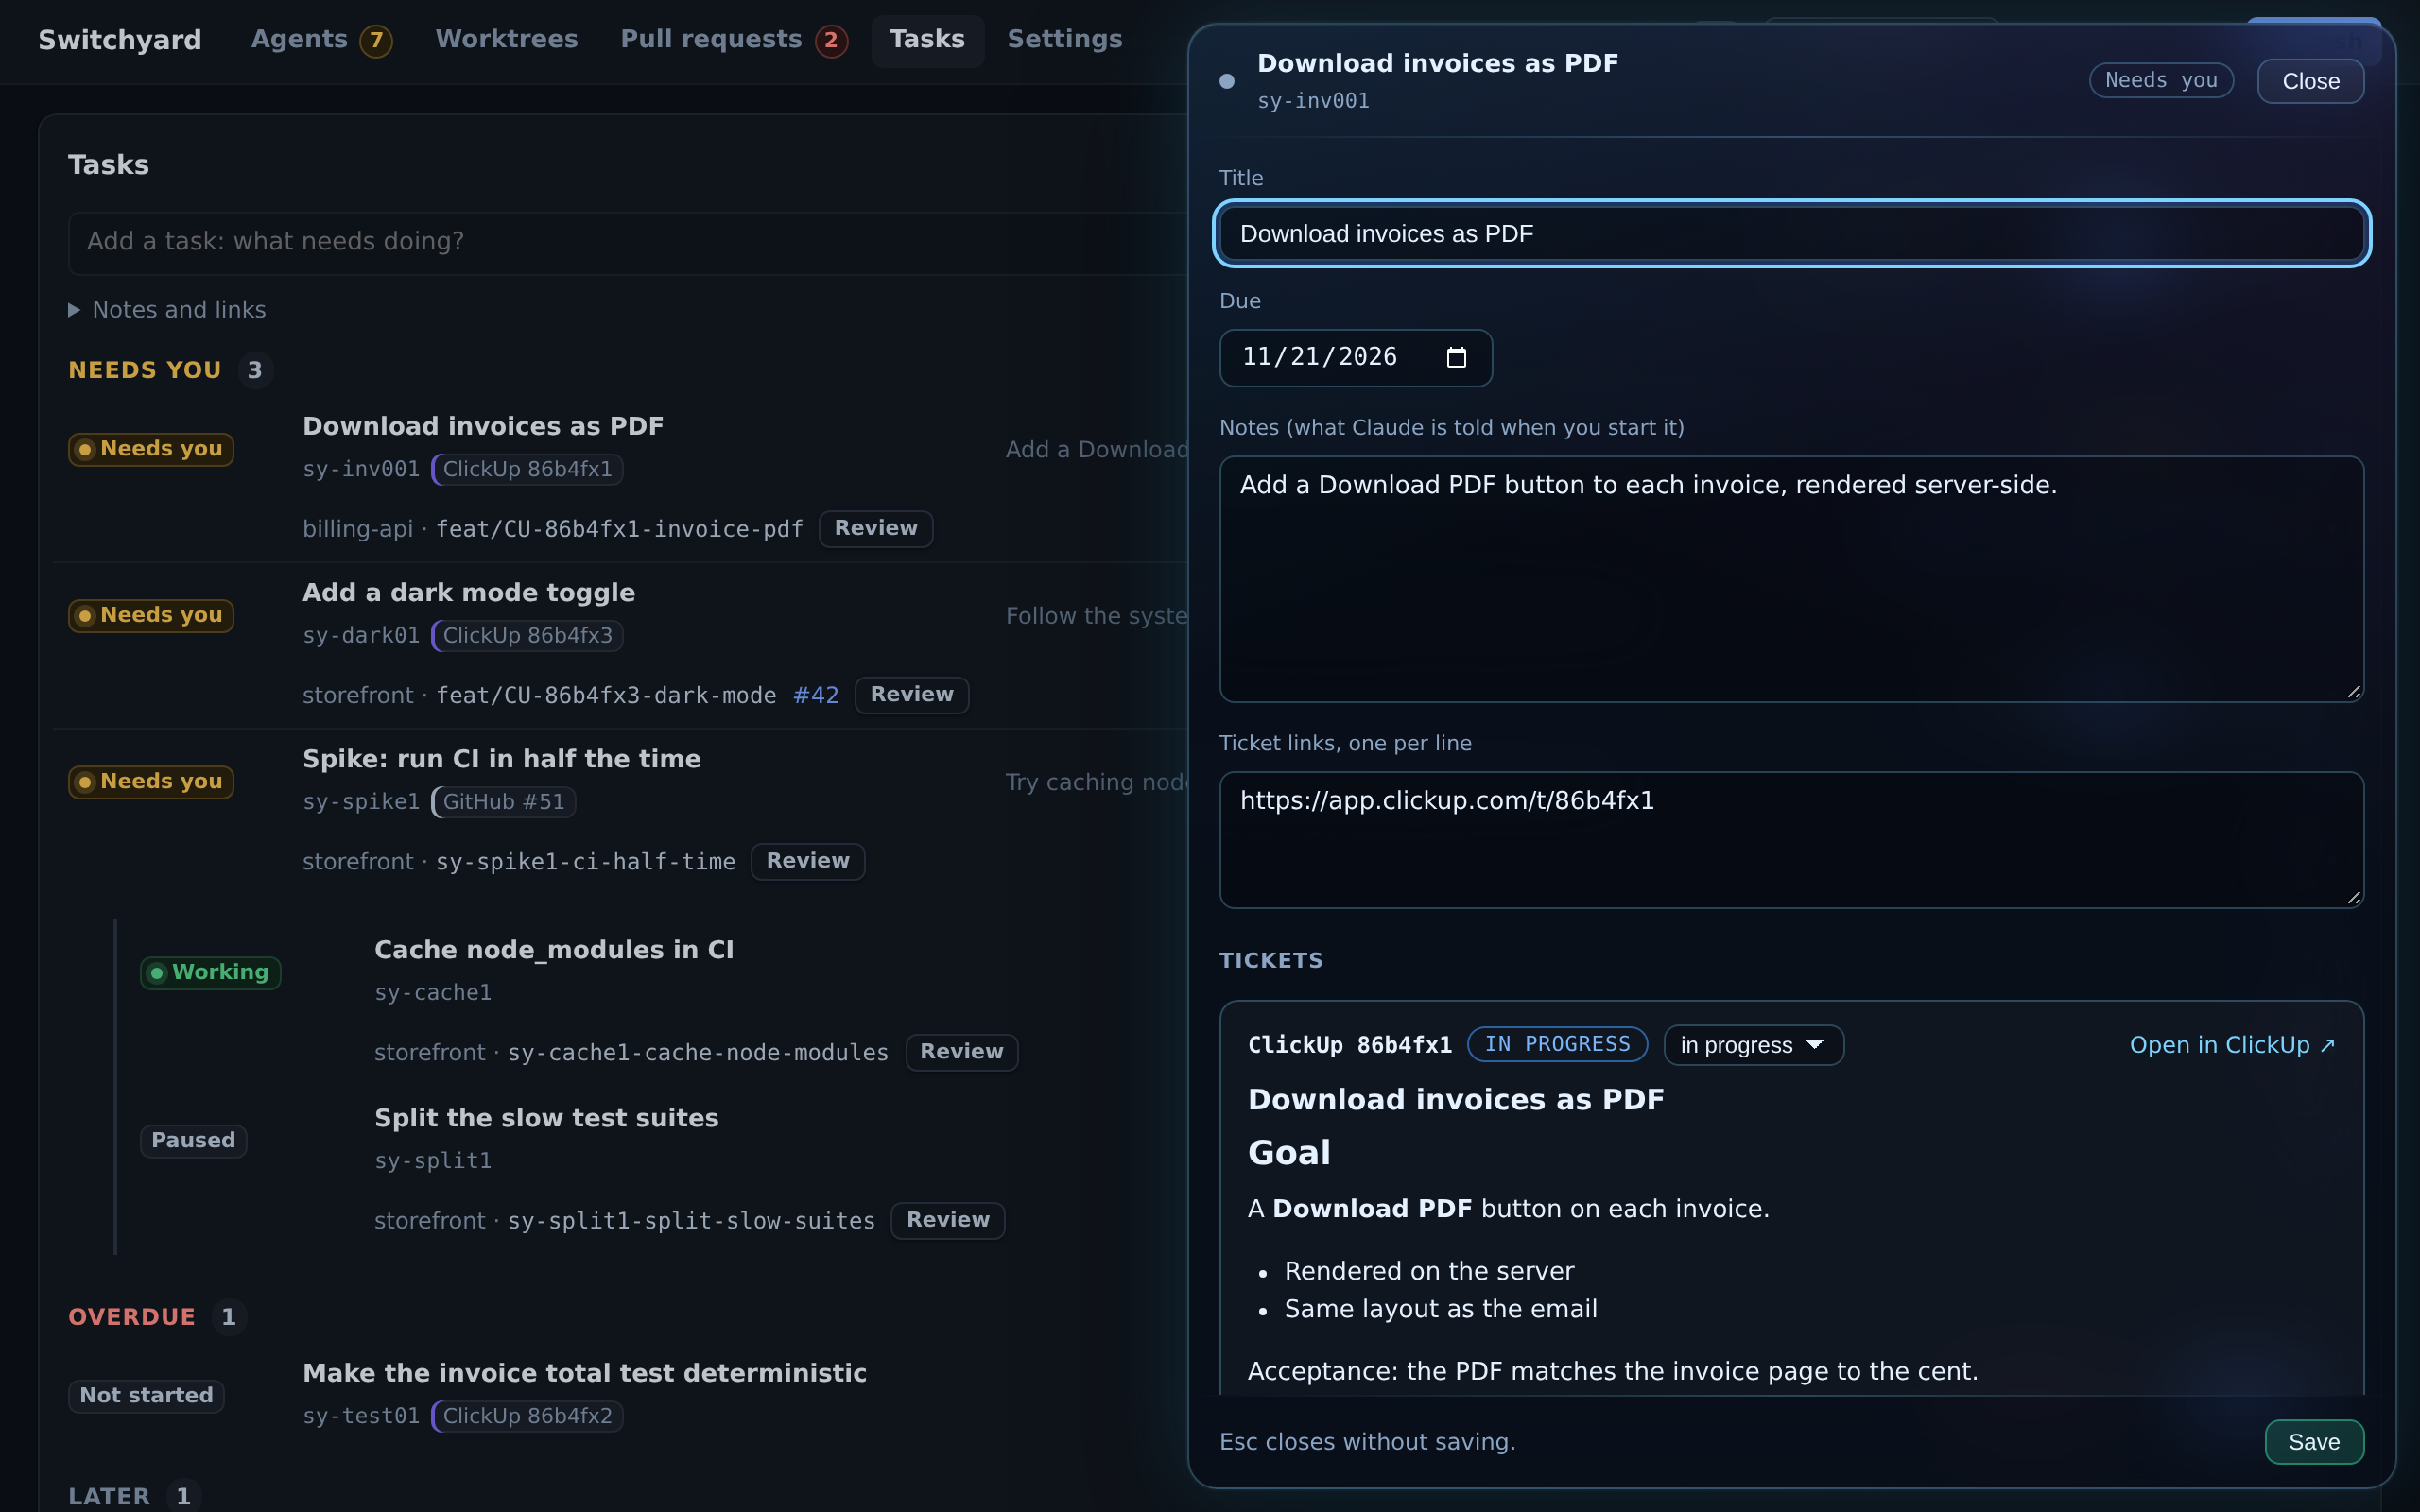 Switchyard Agents 7 Worktrees Pull requests 2 Tasks Settings
Tasks
Add a task: what needs doing?
Notes and links
NEEDS YOU 3
Needs you
Download invoices as PDF
sy-inv001 ClickUp 86b4fx1
Add a Download
billing-api · feat/CU-86b4fx1-invoice-pdf Review
Needs you
Add a dark mode toggle
sy-dark01 ClickUp 86b4fx3
Follow the syste
storefront · feat/CU-86b4fx3-dark-mode #42 Review
Needs you
Spike: run CI in half the time
sy-spike1 GitHub #51
Try caching node
storefront · sy-spike1-ci-half-time Review
Working
Cache node_modules in CI
sy-cache1
storefront · sy-cache1-cache-node-modules Review
Paused
Split the slow test suites
sy-split1
storefront · sy-split1-split-slow-suites Review
OVERDUE 1
Not started
Make the invoice total test deterministic
sy-test01 ClickUp 86b4fx2
LATER 1
Download invoices as PDF
sy-inv001
Needs you
Close
Title
Download invoices as PDF
Due
11/21/2026
Notes (what Claude is told when you start it)
Add a Download PDF button to each invoice, rendered server-side.
Ticket links, one per line
https://app.clickup.com/t/86b4fx1
TICKETS
ClickUp 86b4fx1 IN PROGRESS in progress Open in ClickUp ↗
Download invoices as PDF
Goal
A Download PDF button on each invoice.
• Rendered on the server
• Same layout as the email
Acceptance: the PDF matches the invoice page to the cent.
Esc closes without saving.
Save